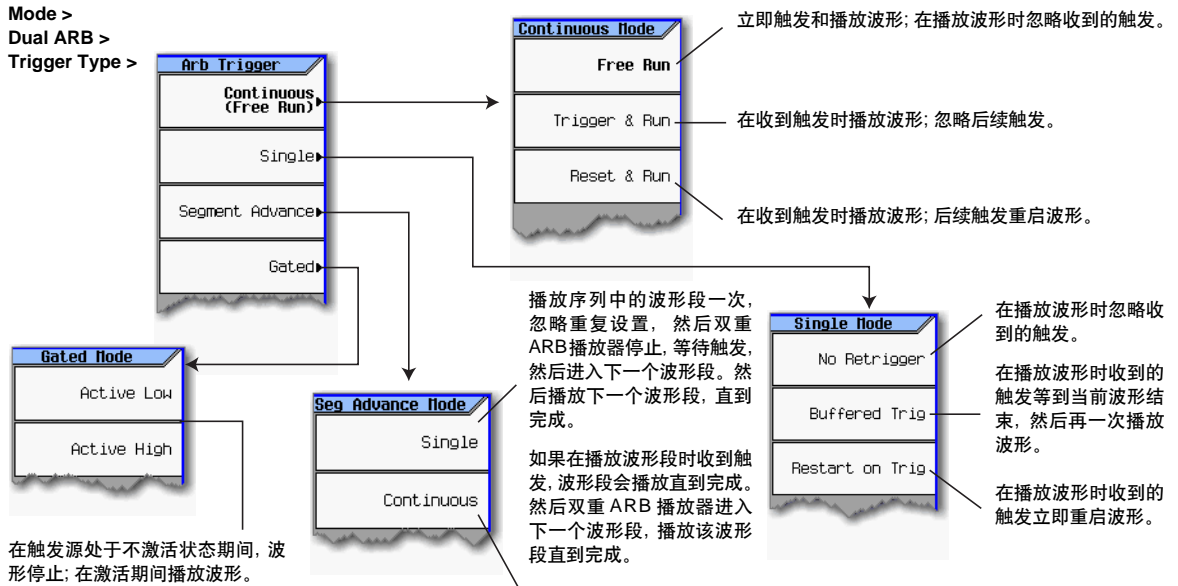 Mode >
Dual ARB >
Trigger Type >
Arb Trigger
Continuous
(Free Run)
Single
Segment Advance
Gated
Continuous Mode
Free Run
Trigger & Run
Reset & Run
立即触发和播放波形; 在播放波形时忽略收到的触发。
在收到触发时播放波形; 忽略后续触发。
在收到触发时播放波形; 后续触发重启波形。
Gated Mode
Active Low
Active High
在触发源处于不激活状态期间, 波
形停止; 在激活期间播放波形。
Seg Advance Mode
Single
Continuous
播放序列中的波形段一次,
忽略重复设置, 然后双重
ARB播放器停止, 等待触发,
然后进入下一个波形段。然
后播放下一个波形段, 直到
完成。
如果在播放波形段时收到触
发, 波形段会播放直到完成。
然后双重 ARB 播放器进入
下一个波形段, 播放该波形
段直到完成。
Single Mode
No Retrigger
Buffered Trig
Restart on Trig
在播放波形时忽略收
到的触发。
在播放波形时收到的
触发等到当前波形结
束, 然后再一次播放
波形。
在播放波形时收到的
触发立即重启波形。